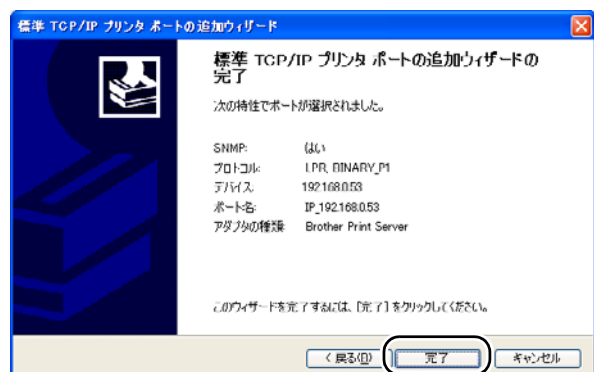 標準 TCP/IP プリンタ ポートの追加ウィザード
標準 TCP/IP プリンタ ポートの追加ウィザードの
完了
次の特性でポートが選択されました。
SNMP: はい
プロトコル: LPR, BINARY_P1
デバイス: 192.168.0.53
ポート名: IP_192.168.0.53
アダプタの種類: Brother Print Server
このウィザードを完了するには、[完了] をクリックしてください。
< 戻る(B)
完了
キャンセル